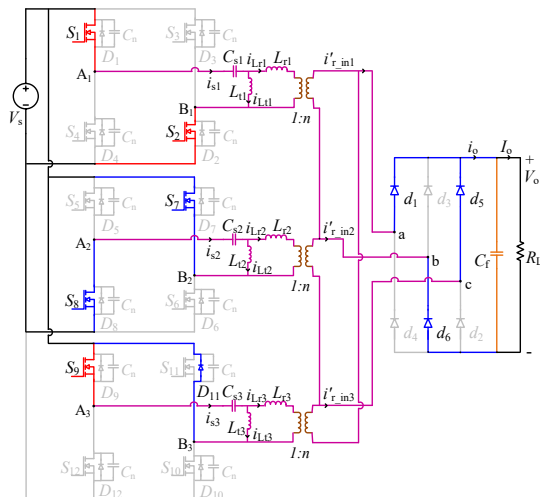 S1 D1 Cn S3 D3 Cn
Cs1 iLr1 Lr1 i'r_in1
A1 is1 Lt1 iLt1
B1
+ - Vs
S4 D4 Cn S2 D2 Cn 1:n
io Io + Vo
S5 D5 Cn S7 D7 Cn
d1 d3 d5
Cs2 iLr2 Lr2 i'r_in2 a
A2 is2 Lt2 iLt2 b Cf RL
B2 c
S8 D8 Cn S6 D6 Cn 1:n
d4 d6 d2 -
S9 D9 Cn S11 Cn
D11 Cs3 iLr3 Lr3 i'r_in3
A3 is3 Lt3 iLt3
B3
S12 D12 Cn S10 D10 Cn 1:n